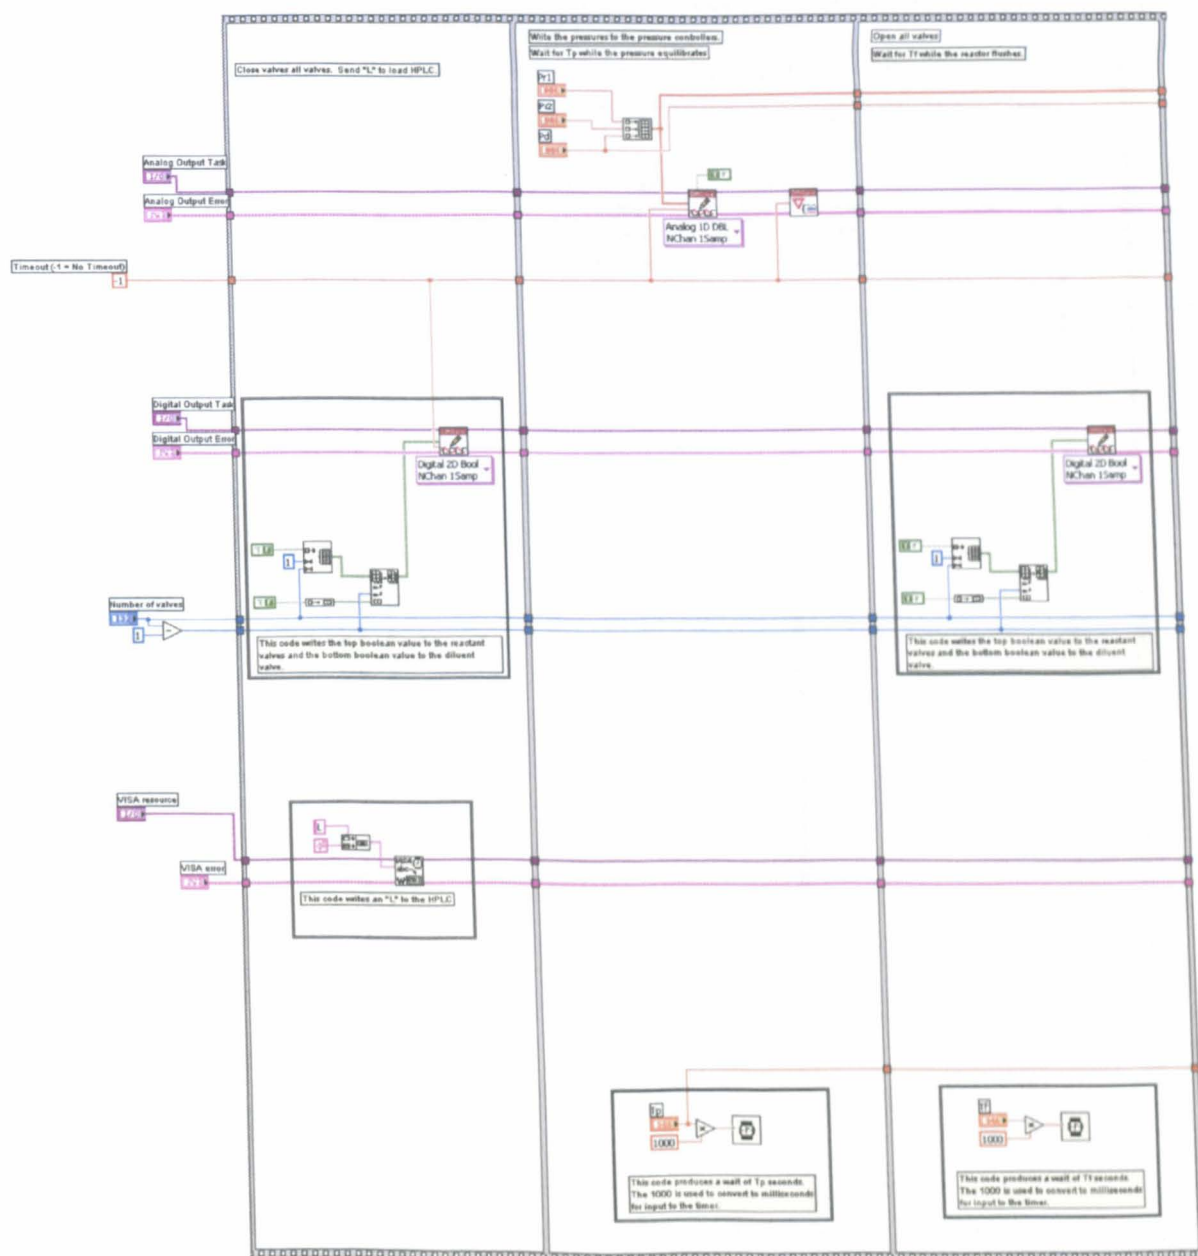 Write the pressures to the pressure controllers.
Wait for Tp while the pressure equilibrates
Open all valves
Wait for Tf while the reactor flushes.
Close valves all valves. Send "L" to load HPLC.
Pr1
Pr2
Pd
Analog Output Task
Analog Output Error
Analog 1D DBL
NChan 1Samp
Timeout (-1 = No Timeout)
-1
Digital Output Task
Digital Output Error
Digital 2D Bool
NChan 1Samp
Digital 2D Bool
NChan 1Samp
1
1
Number of valves
1
This code writes the top boolean value to the reactant
valves and the bottom boolean value to the diluent
valve.
This code writes the top boolean value to the reactant
valves and the bottom boolean value to the diluent
valve.
VISA resource
L
VISA error
This code writes an "L" to the HPLC
Tp
1000
Tf
1000
This code produces a wait of Tp seconds.
The 1000 is used to convert to milliseconds
for input to the timer.
This code produces a wait of Tf seconds.
The 1000 is used to convert to milliseconds
for input to the timer.